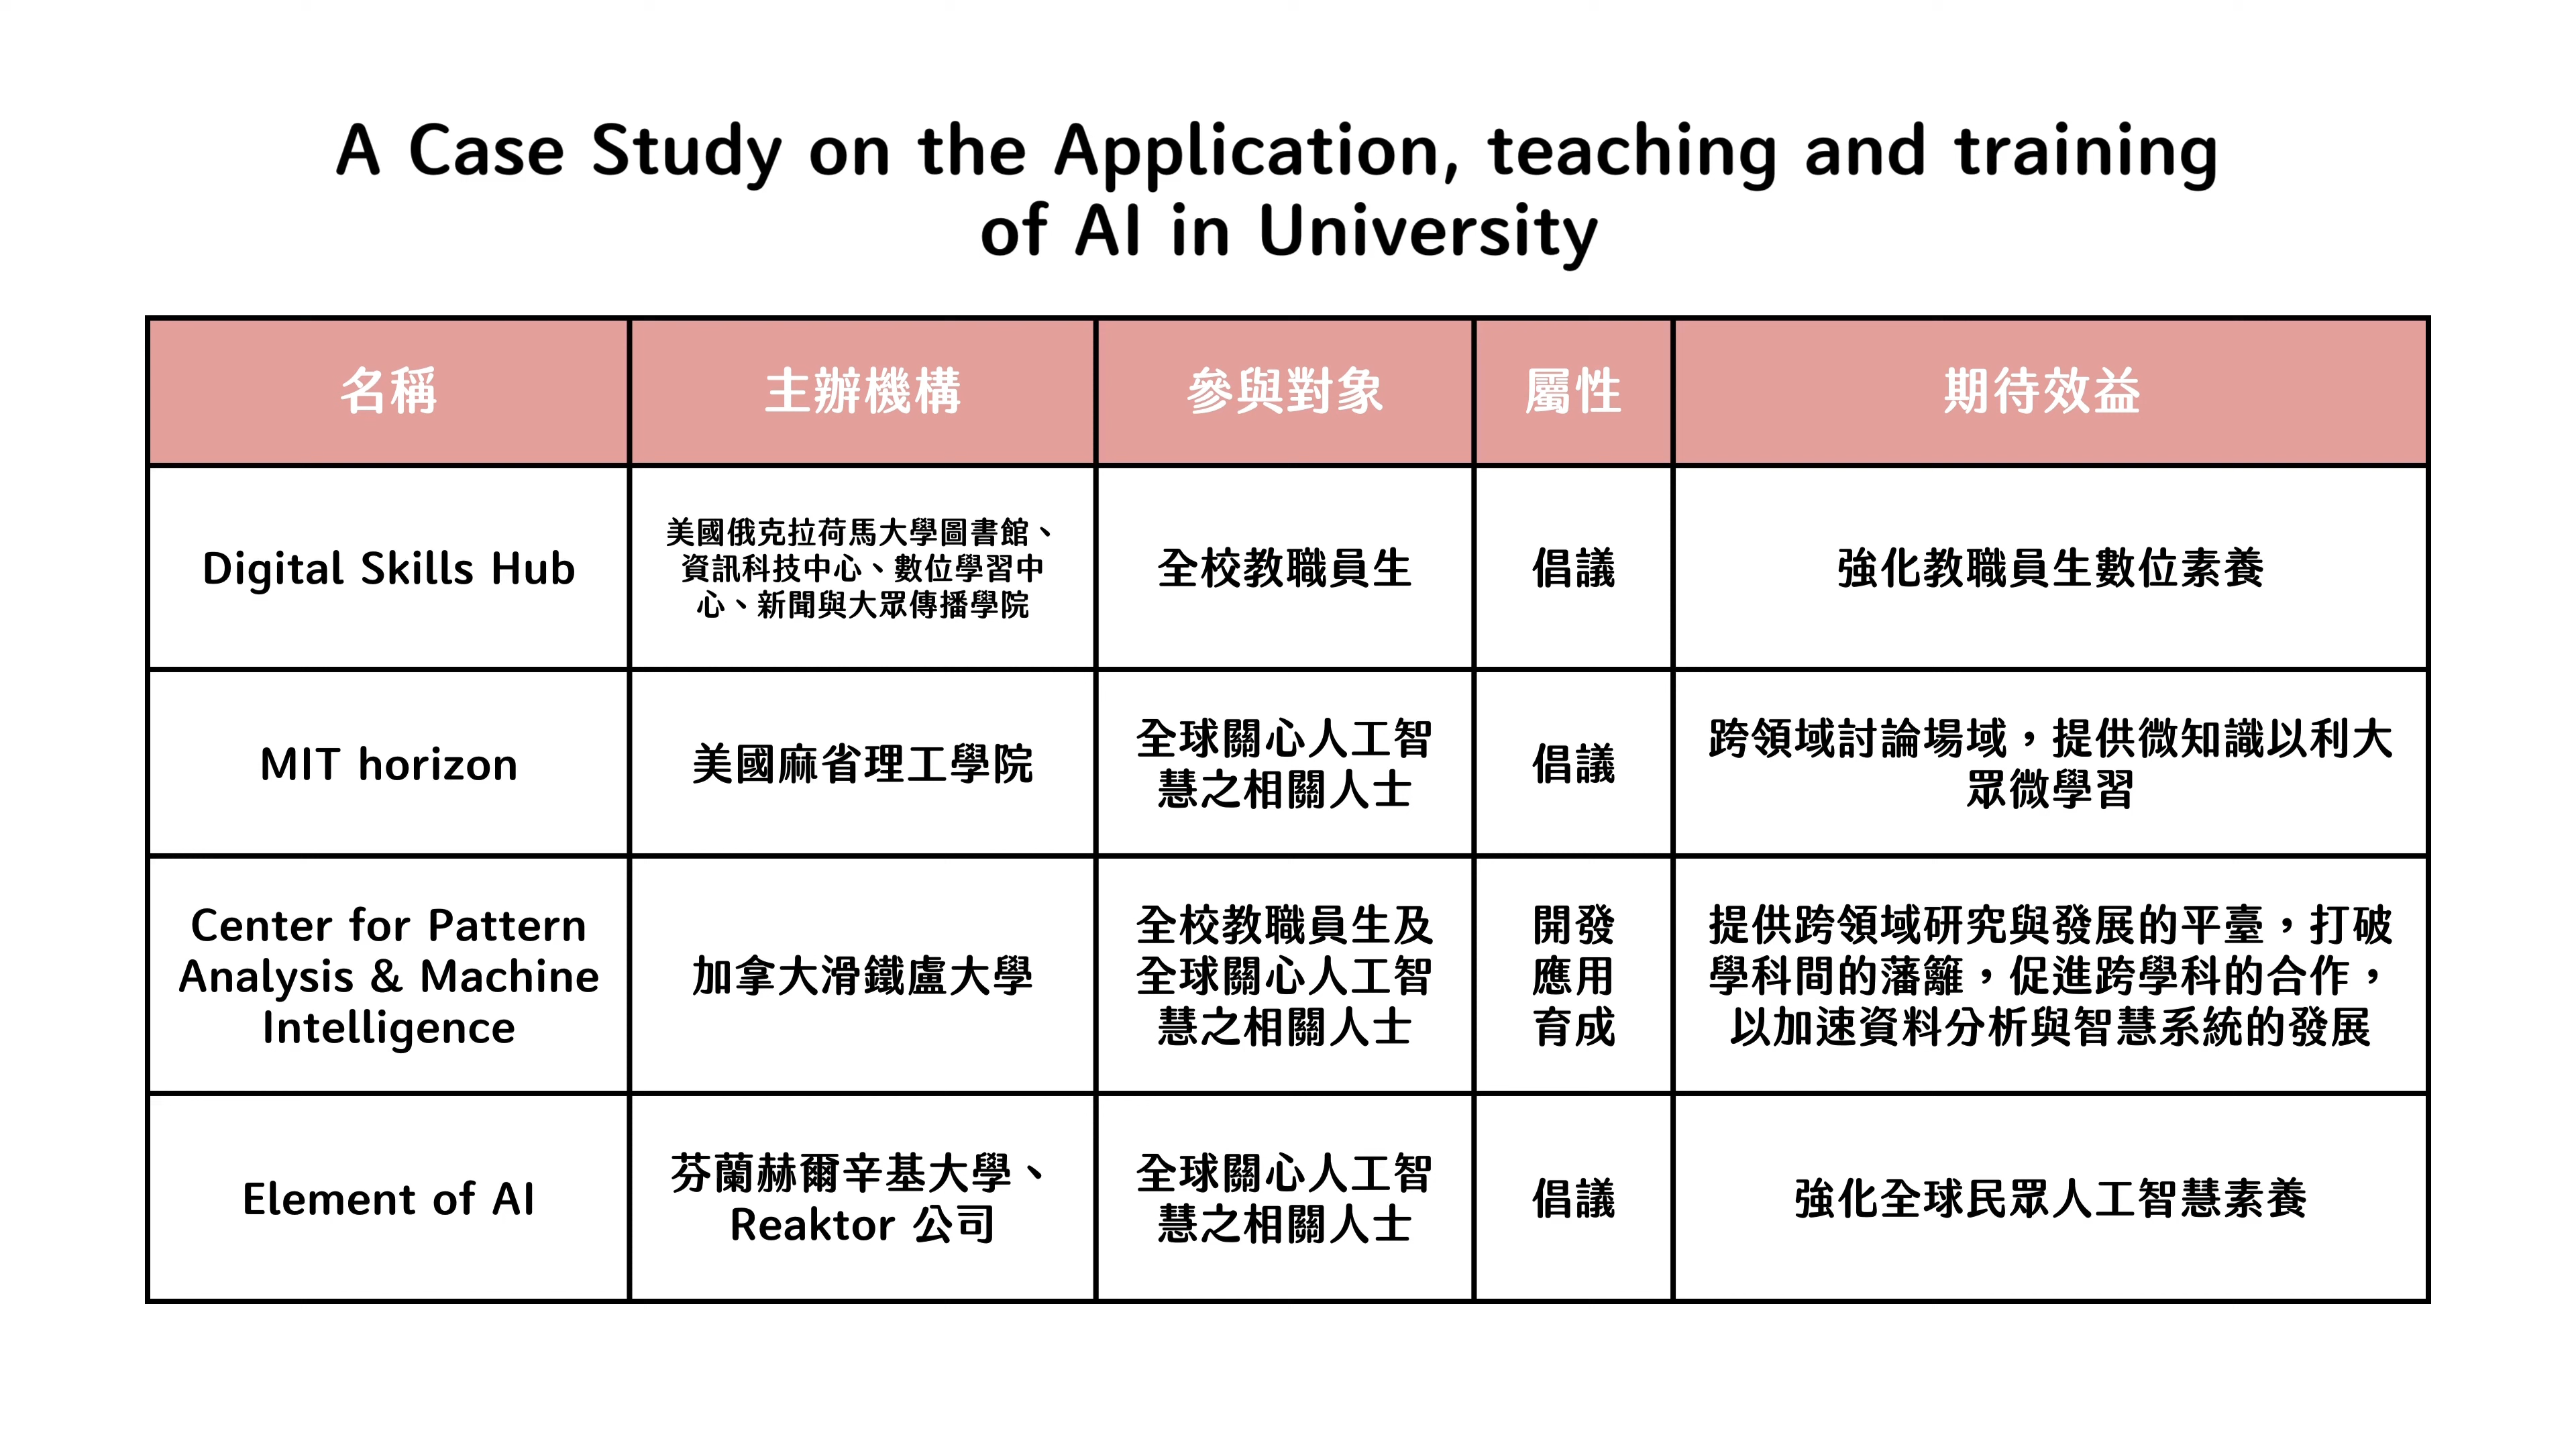 A Case Study on the Application, teaching and training
of AI in University
名稱
主辦機構
參與對象
屬性
期待效益
Digital Skills Hub
美國俄克拉荷馬大學圖書館、
資訊科技中心、數位學習中
心、新聞與大眾傳播學院
全校教職員生
倡議
強化教職員生數位素養
MIT horizon
美國麻省理工學院
全球關心人工智
慧之相關人士
倡議
跨領域討論場域，提供微知識以利大
眾微學習
Center for Pattern
Analysis & Machine
Intelligence
加拿大滑鐵盧大學
全校教職員生及
全球關心人工智
慧之相關人士
開發
應用
育成
提供跨領域研究與發展的平臺，打破
學科間的藩籬，促進跨學科的合作，
以加速資料分析與智慧系統的發展
Element of AI
芬蘭赫爾辛基大學、
Reaktor 公司
全球關心人工智
慧之相關人士
倡議
強化全球民眾人工智慧素養